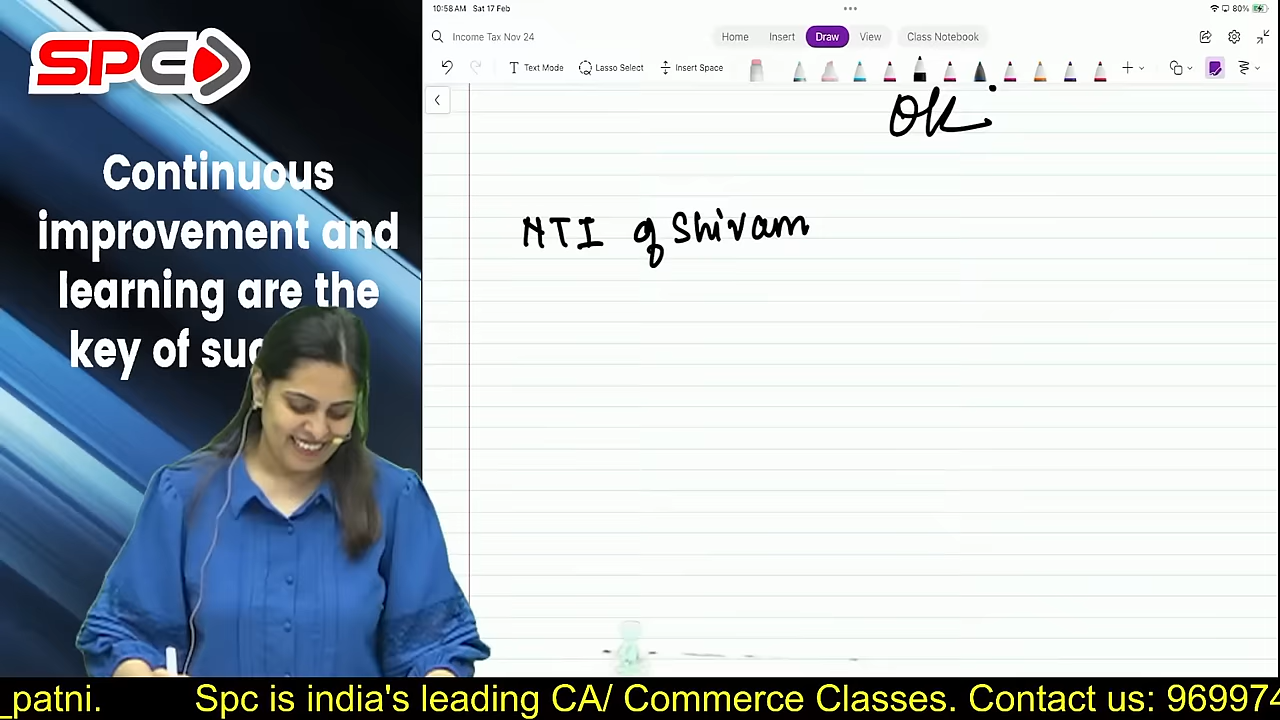 10:58 AM Sat 17 Feb
80%
Income Tax Nov 24
Home Insert Draw View Class Notebook
Text Mode Lasso Select Insert Space
SPC
Continuous
improvement and
learning are the
key of suc
OK
NTI of Shivam
_patni. Spc is india's leading CA/ Commerce Classes. Contact us: 969974